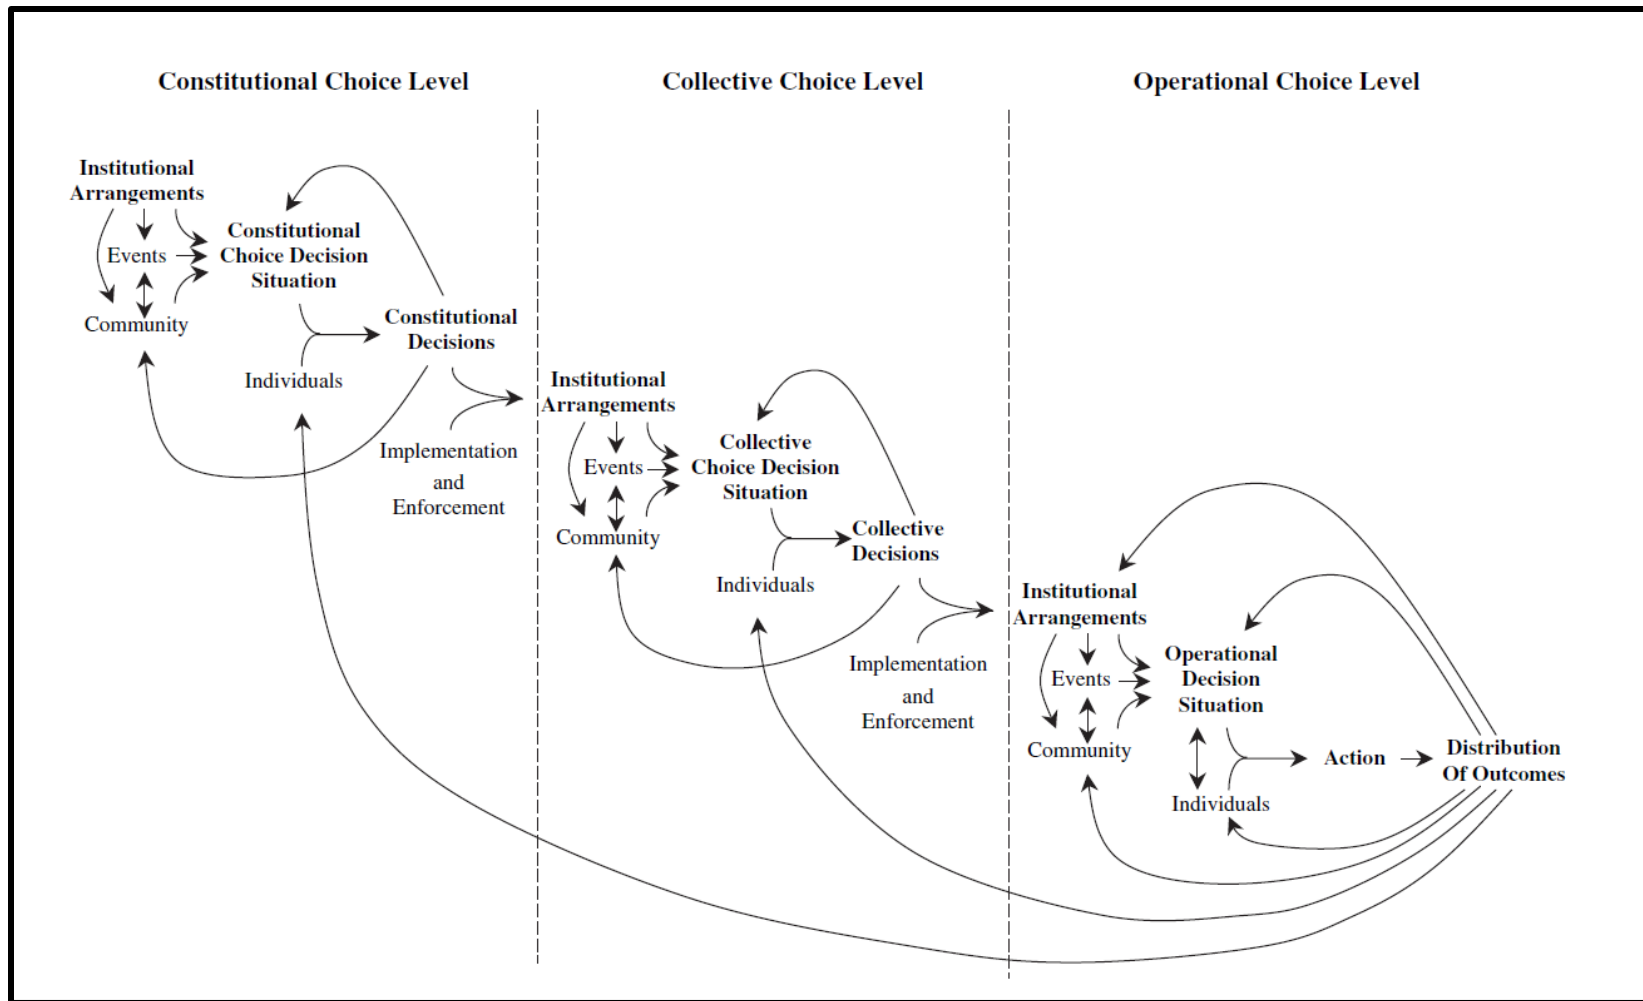 Constitutional Choice Level
Collective Choice Level
Operational Choice Level
Institutional
Arrangements
Events
Community
Constitutional
Choice Decision
Situation
Individuals
Constitutional
Decisions
Implementation
and
Enforcement
Institutional
Arrangements
Events
Community
Collective
Choice Decision
Situation
Individuals
Collective
Decisions
Implementation
and
Enforcement
Institutional
Arrangements
Events
Community
Operational
Decision
Situation
Individuals
Action
Distribution
Of Outcomes